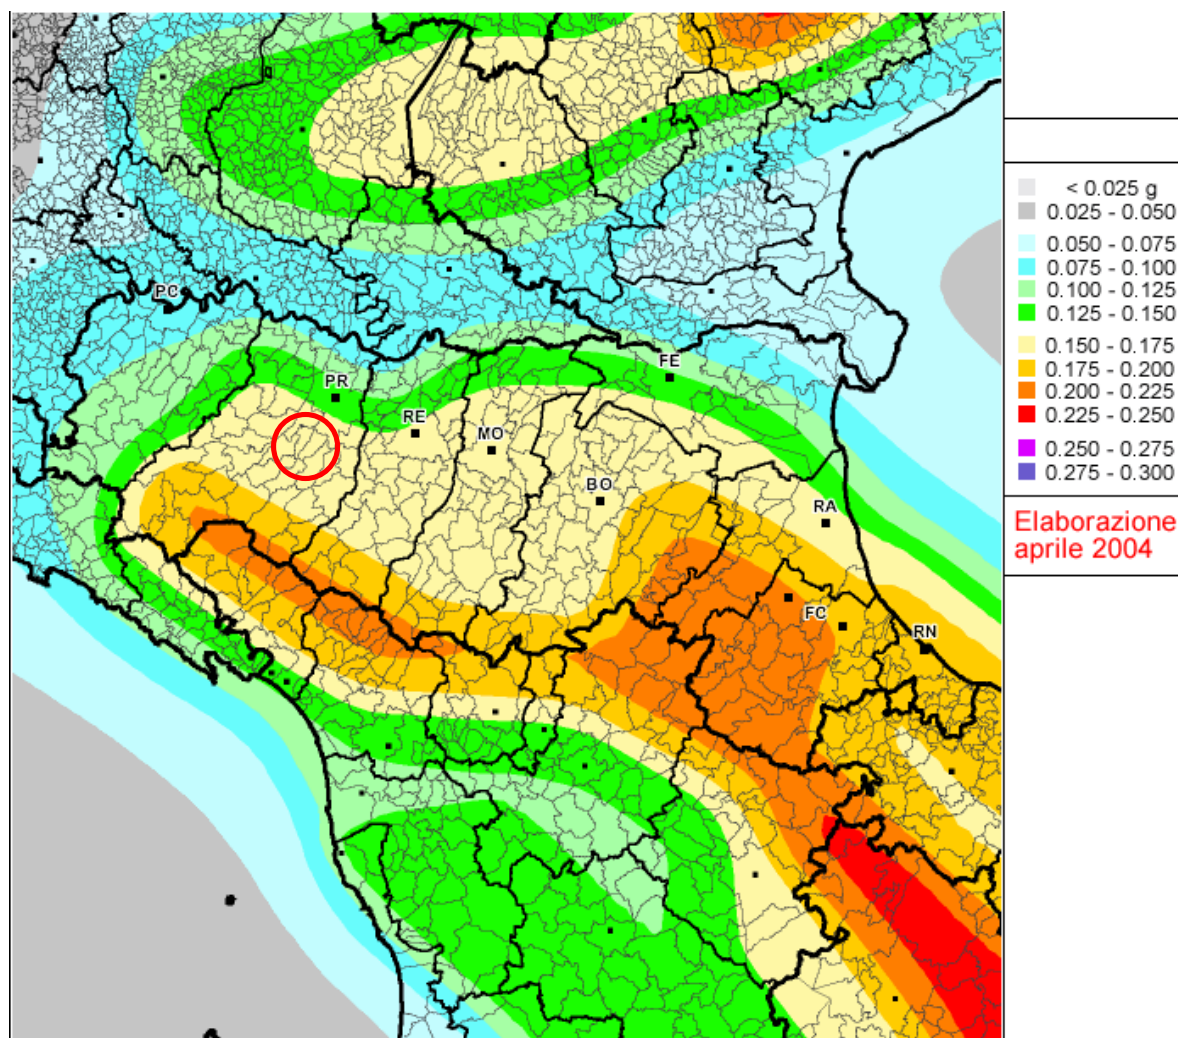 < 0.025 g
0.025 - 0.050
0.050 - 0.075
0.075 - 0.100
0.100 - 0.125
0.125 - 0.150
0.150 - 0.175
0.175 - 0.200
0.200 - 0.225
0.225 - 0.250
0.250 - 0.275
0.275 - 0.300
Elaborazione
aprile 2004
PC
PR
FE
RE
MO
BO
RA
FC
RN